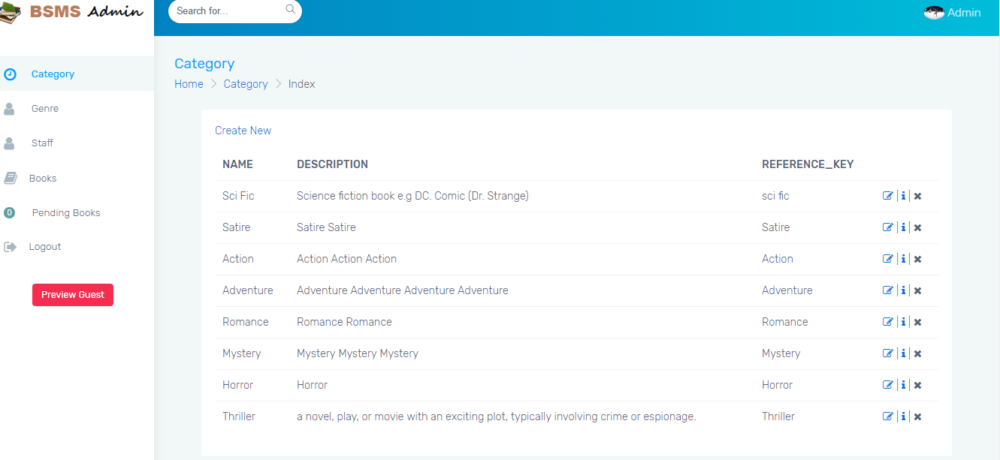 BSMS Admin
Search for...
Admin
Category
Genre
Staff
Books
0 Pending Books
Logout
Preview Guest
Category
Home > Category > Index
Create New
NAME DESCRIPTION REFERENCE_KEY
Sci Fic Science fiction book e.g DC. Comic (Dr. Strange) sci fic
Satire Satire Satire Satire
Action Action Action Action Action
Adventure Adventure Adventure Adventure Adventure Adventure
Romance Romance Romance Romance
Mystery Mystery Mystery Mystery Mystery
Horror Horror Horror
Thriller a novel, play, or movie with an exciting plot, typically involving crime or espionage. Thriller